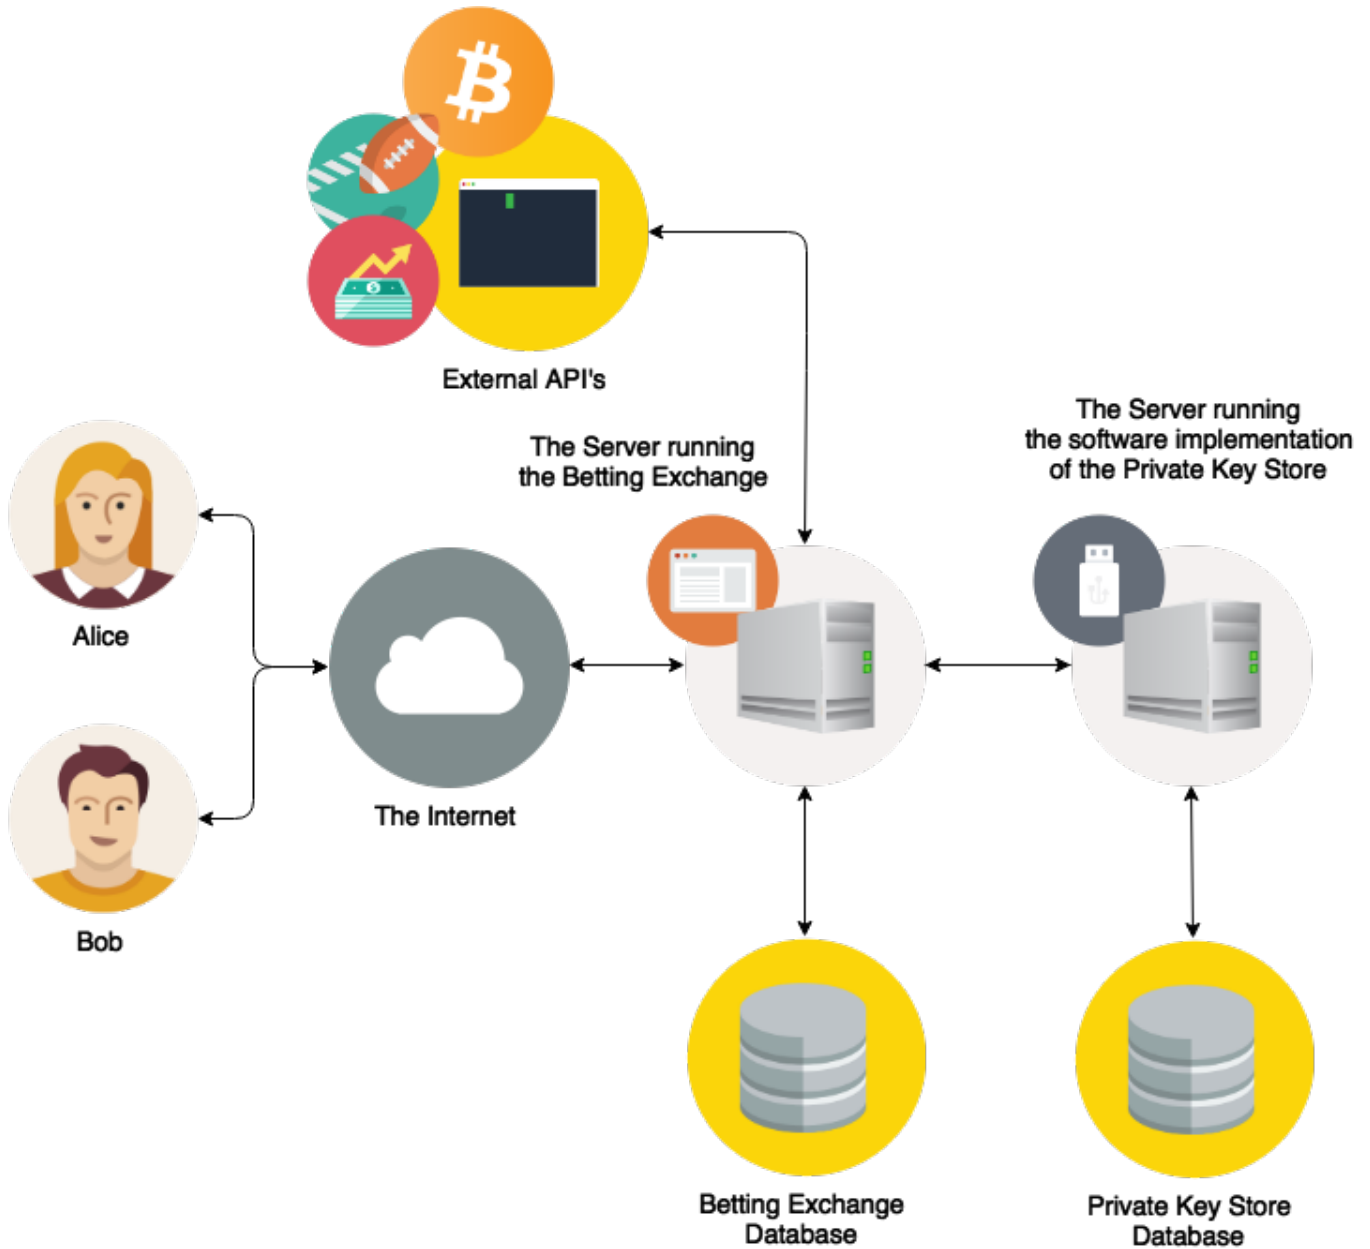 External API's
The Server running
the software implementation
of the Private Key Store
The Server running
the Betting Exchange
Alice
The Internet
Bob
Betting Exchange
Database
Private Key Store
Database